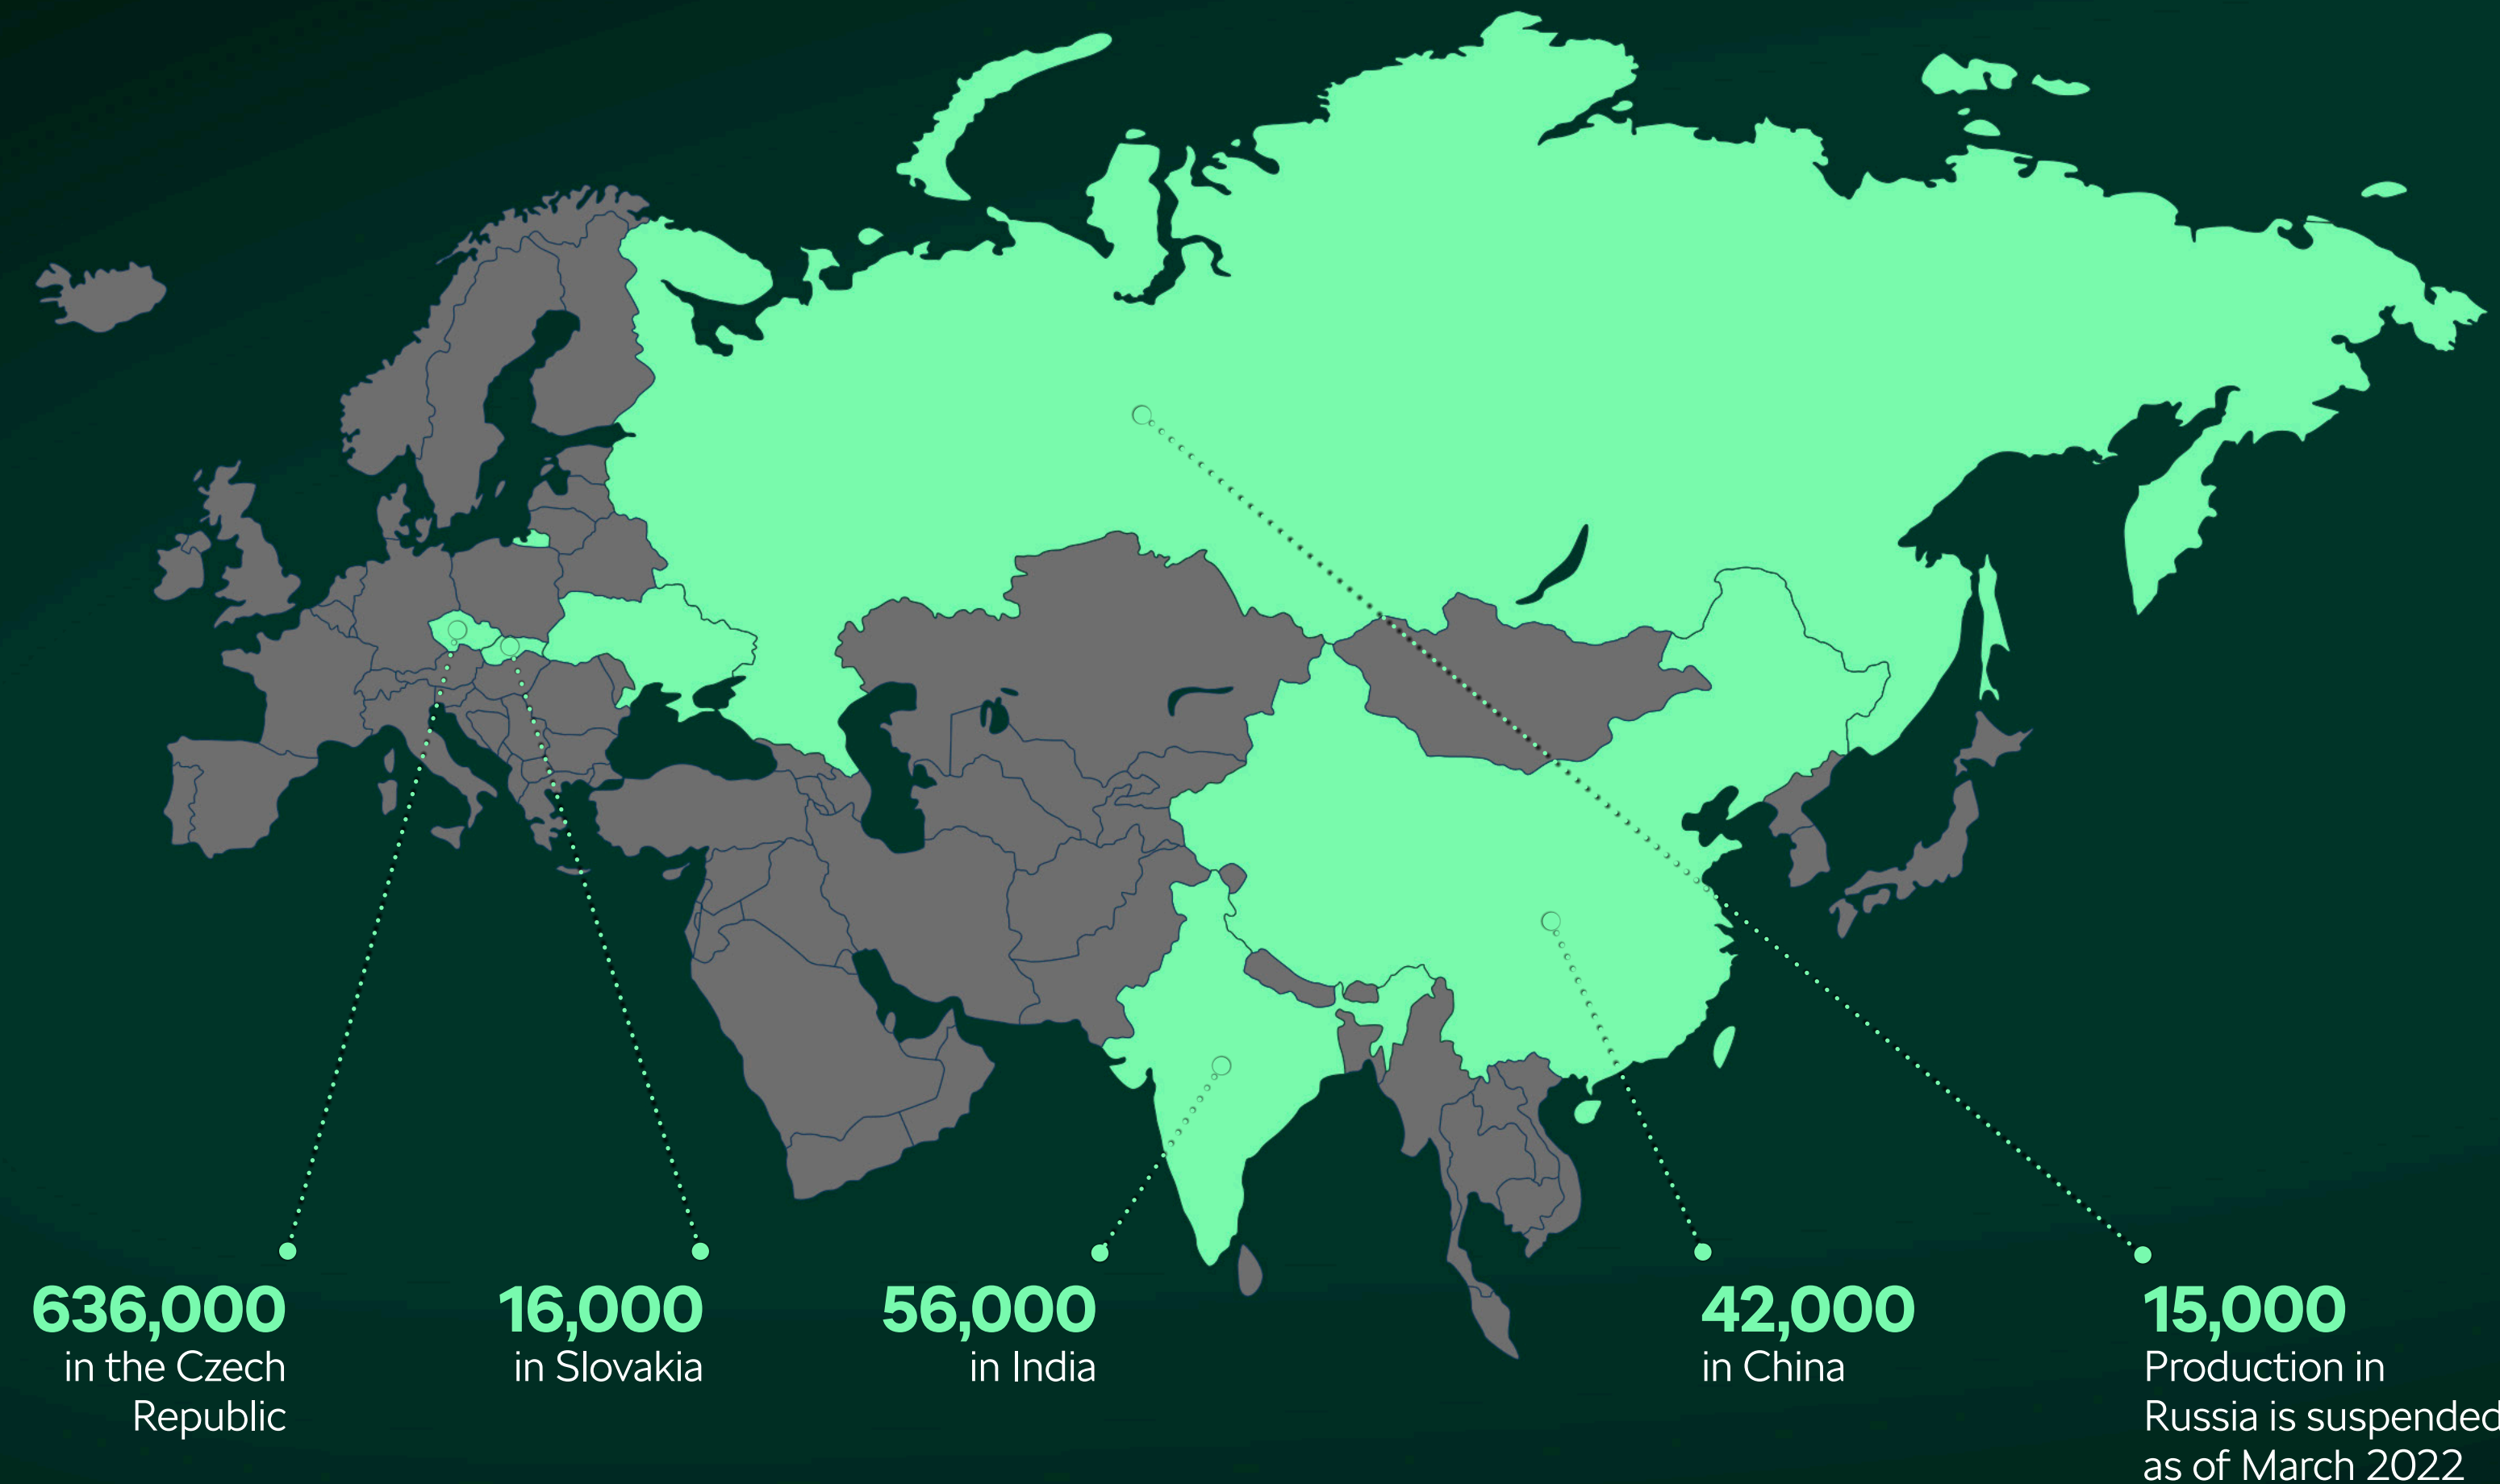 636,000
in the Czech
Republic
16,000
in Slovakia
56,000
in India
42,000
in China
15,000
Production in
Russia is suspended
as of March 2022